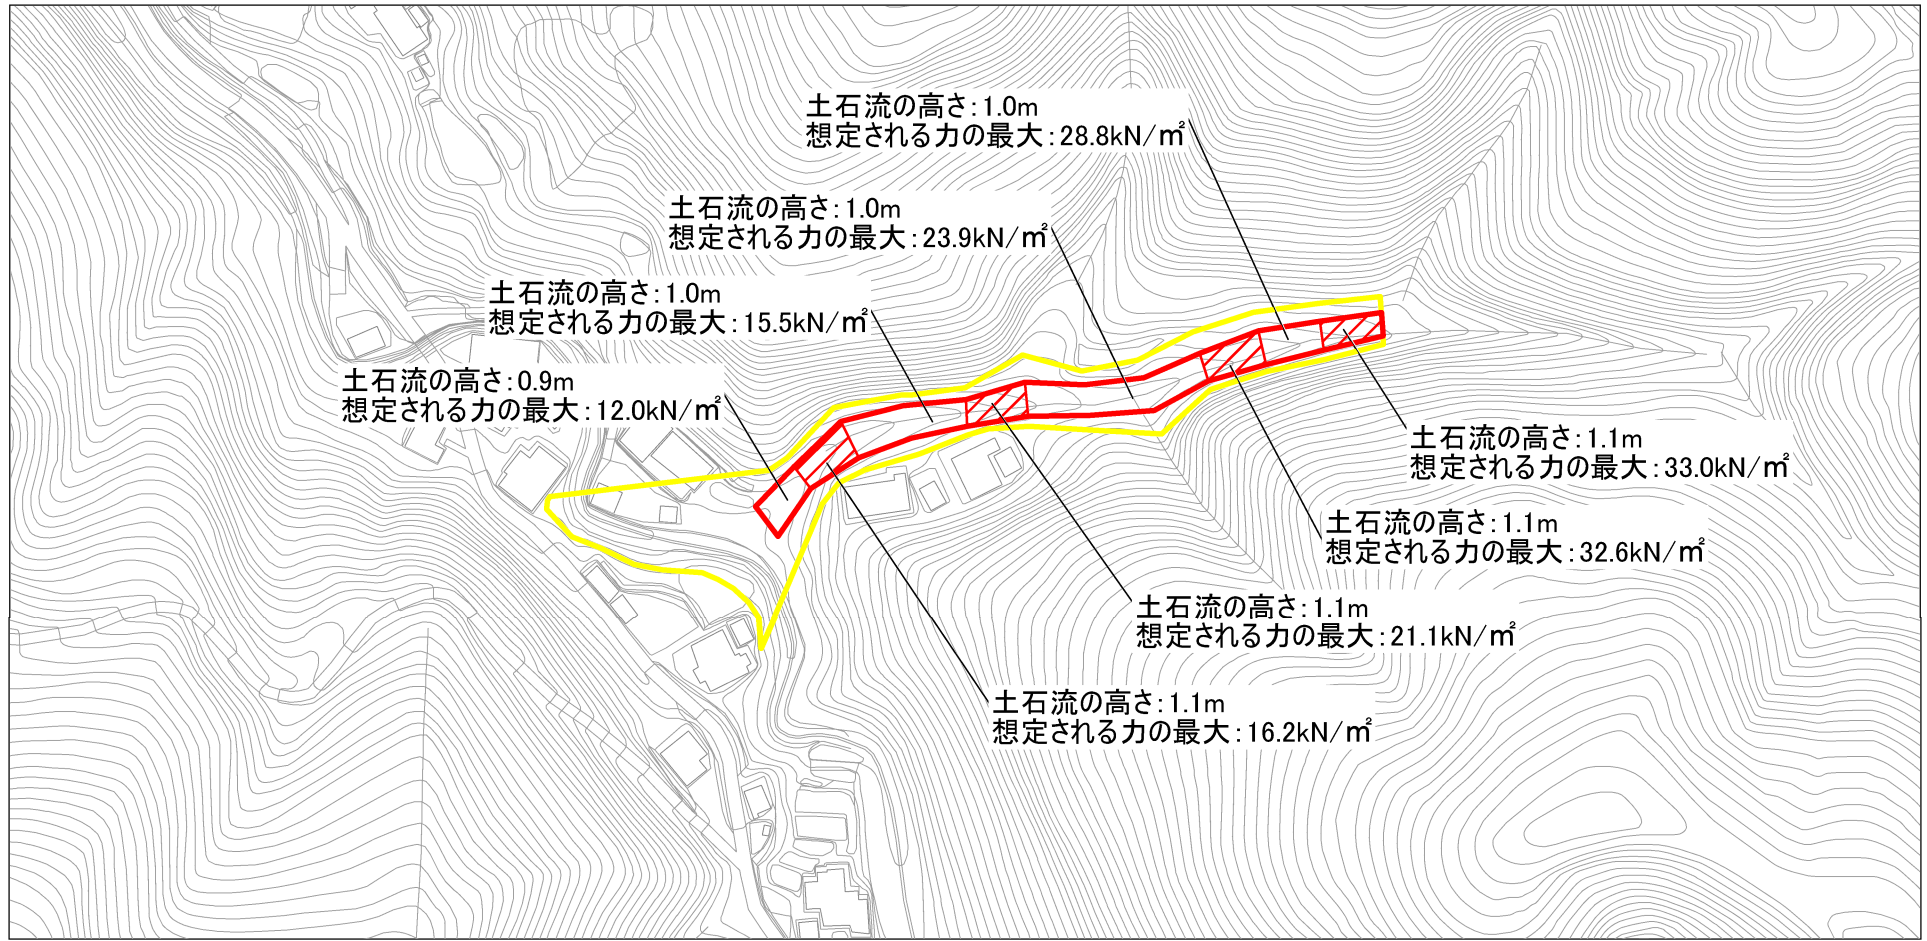 土石流の高さ：1.0m
想定される力の最大：28.8kN/㎡
土石流の高さ：1.0m
想定される力の最大：23.9kN/㎡
土石流の高さ：1.0m
想定される力の最大：15.5kN/㎡
土石流の高さ：0.9m
想定される力の最大：12.0kN/㎡
土石流の高さ：1.1m
想定される力の最大：33.0kN/㎡
土石流の高さ：1.1m
想定される力の最大：32.6kN/㎡
土石流の高さ：1.1m
想定される力の最大：21.1kN/㎡
土石流の高さ：1.1m
想定される力の最大：16.2kN/㎡